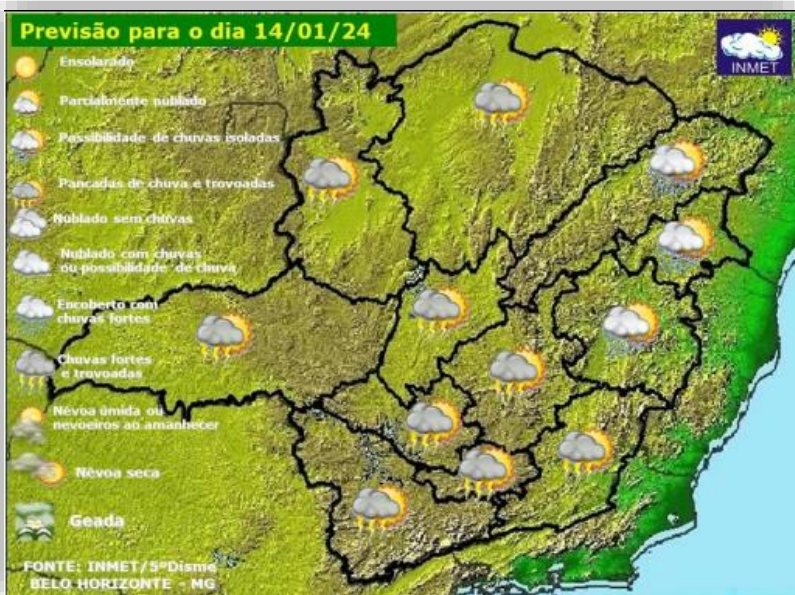 Previsão para o dia 14/01/24
INMET
Ensolarado
Parcialmente nublado
Possibilidade de chuvas isoladas
Pancadas de chuva e trovoadas
Nublado sem chuvas
Nublado com chuvas
ou possibilidade de chuva
Encoberto com
chuvas fortes
Chuvas fortes
e trovoadas
Névoa úmida ou
nevoeiros ao amanhecer
Névoa seca
Geada
FONTE: INMET/5ºDisme
BELO HORIZONTE - MG